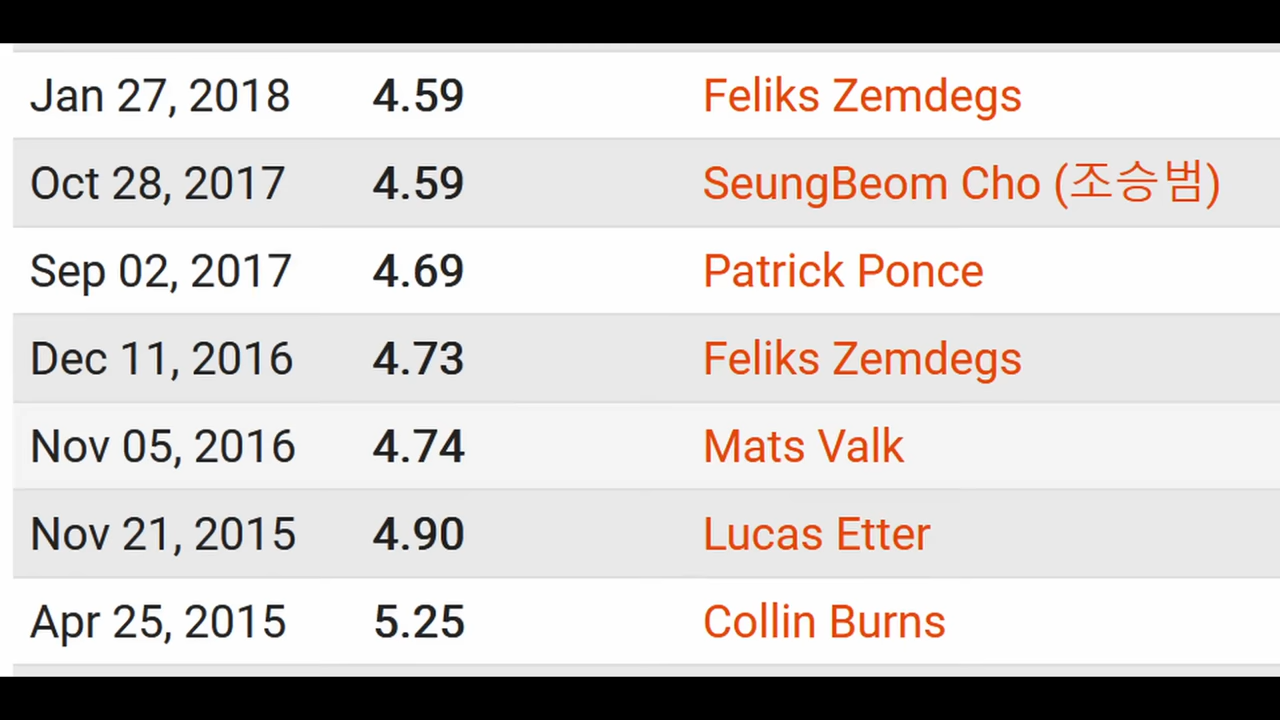 Jan 27, 2018 4.59 Feliks Zemdegs
Oct 28, 2017 4.59 SeungBeom Cho (조승범)
Sep 02, 2017 4.69 Patrick Ponce
Dec 11, 2016 4.73 Feliks Zemdegs
Nov 05, 2016 4.74 Mats Valk
Nov 21, 2015 4.90 Lucas Etter
Apr 25, 2015 5.25 Collin Burns